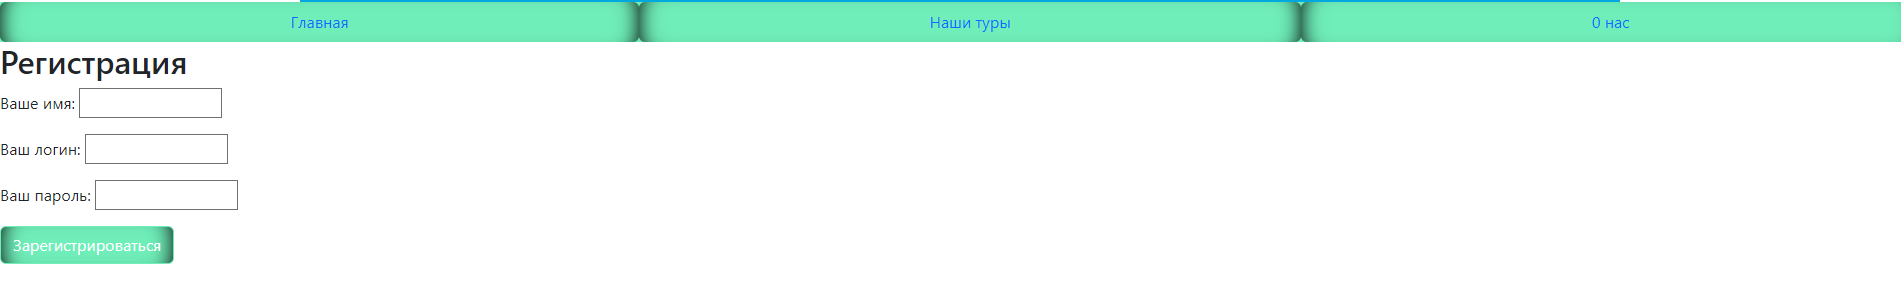 Главная Наши туры О нас
Регистрация
Ваше имя:
Ваш логин:
Ваш пароль:
Зарегистрироваться